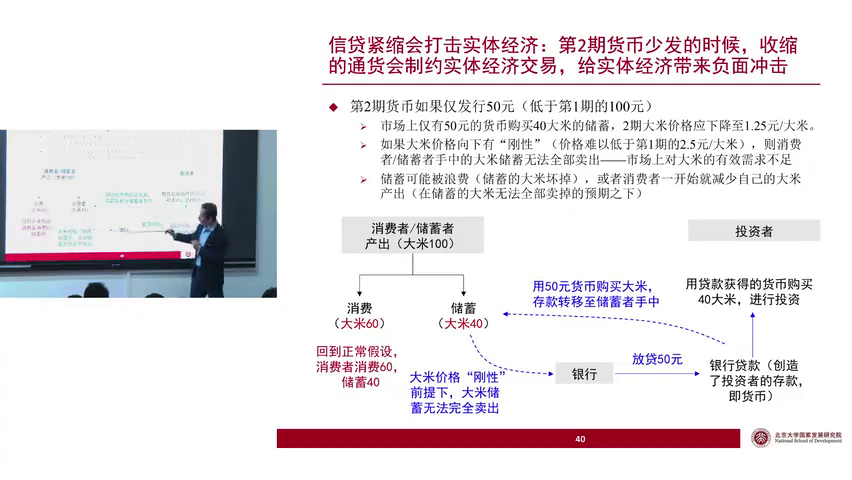 信贷紧缩会打击实体经济：第2期货币少发的时候，收缩
的通货会制约实体经济交易，给实体经济带来负面冲击
◆ 第2期货币如果仅发行50元（低于第1期的100元）
➢ 市场上仅有50元的货币购买40大米的储蓄，2期大米价格应下降至1.25元/大米。
➢ 如果大米价格向下有“刚性”（价格难以低于第1期的2.5元/大米），则消费
者/储蓄者手中的大米储蓄无法全部卖出——市场上对大米的有效需求不足
➢ 储蓄可能被浪费（储蓄的大米坏掉），或者消费者一开始就减少自己的大米
产出（在储蓄的大米无法全部卖掉的预期之下）
消费者/储蓄者
产出（大米100）
投资者
消费
（大米60）
储蓄
（大米40）
用50元货币购买大米，
存款转移至储蓄者手中
用贷款获得的货币购买
40大米，进行投资
回到正常假设，
消费者消费60，
储蓄40
大米价格“刚性”
前提下，大米储
蓄无法完全卖出
银行
放贷50元
银行贷款（创造
了投资者的存款，
即货币）
40
北京大学国家发展研究院
National School of Development